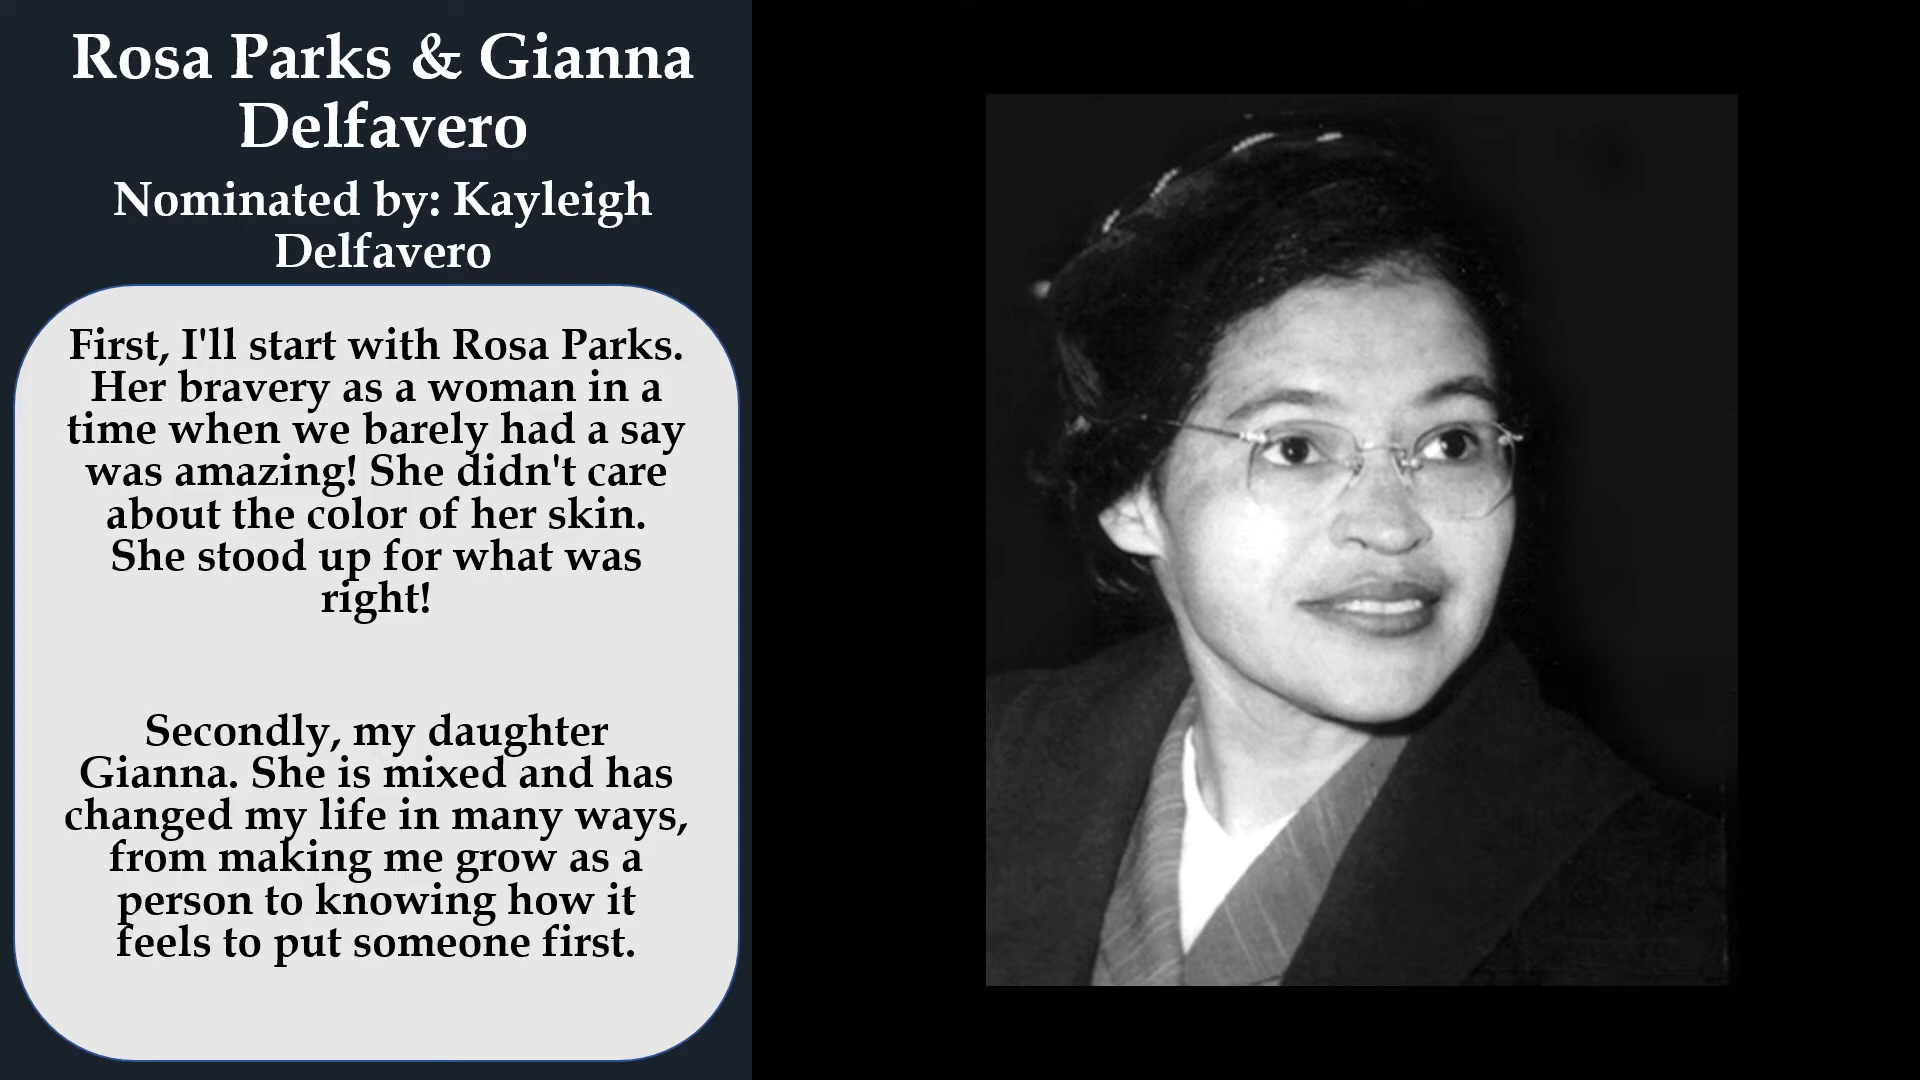 Rosa Parks & Gianna
Delfavero
Nominated by: Kayleigh
Delfavero
First, I'll start with Rosa Parks.
Her bravery as a woman in a
time when we barely had a say
was amazing! She didn't care
about the color of her skin.
She stood up for what was
right!
Secondly, my daughter
Gianna. She is mixed and has
changed my life in many ways,
from making me grow as a
person to knowing how it
feels to put someone first.